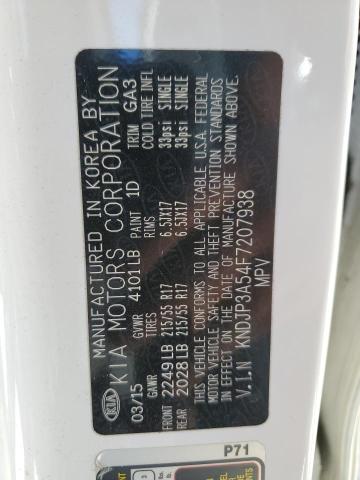 MANUFACTURED IN KOREA BY
KIA KIA MOTORS CORPORATION
03/15 GVWR 4101LB PAINT 1D TRIM GA3
GAWR TIRES RIMS COLD TIRE INFL
FRONT 2249LB 215/55 R17 6.5JX17 33psi SINGLE
REAR 2028LB 215/55 R17 6.5JX17 33psi SINGLE
THIS VEHICLE CONFORMS TO ALL APPLICABLE U.S.A. FEDERAL
MOTOR VEHICLE SAFETY AND THEFT PREVENTION STANDARDS
IN EFFECT ON THE DATE OF MANUFACTURE SHOWN ABOVE.
V.I.N KNDJP3A54F7207938
MPV
P71